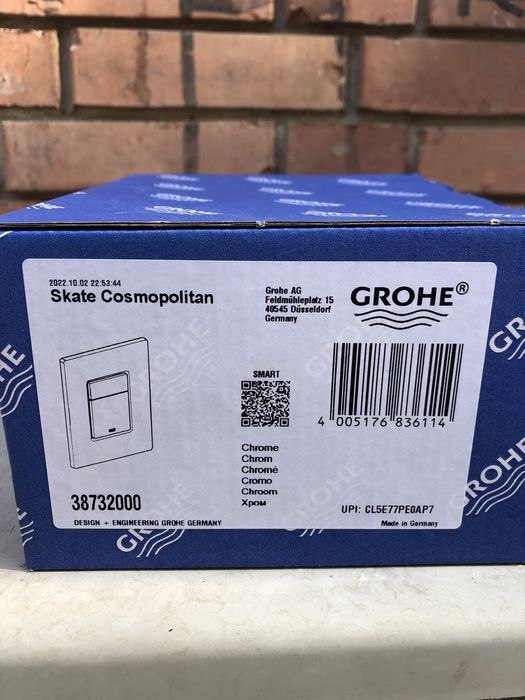 2022.10.02 22:53:44
Skate Cosmopolitan
Grohe AG
Feldmühleplatz 15
40545 Düsseldorf
Germany
GROHE®
SMART
4 005176 836114
Chrome
Chrom
Chromé
Cromo
Chroom
Хром
38732000
DESIGN + ENGINEERING GROHE GERMANY
UPI: CL5E77PE0AP7
Made in Germany